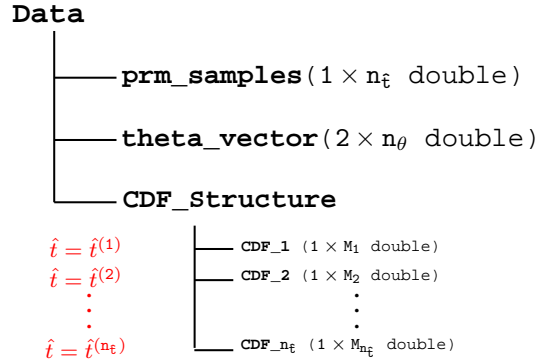 Data
prm_samples(1 × n_t̂ double)
theta_vector(2 × n_θ double)
CDF_Structure
t̂ = t̂^(1) CDF_1 (1 × M_1 double)
t̂ = t̂^(2) CDF_2 (1 × M_2 double)
t̂ = t̂^(n_t̂) CDF_n_t̂ (1 × M_n_t̂ double)